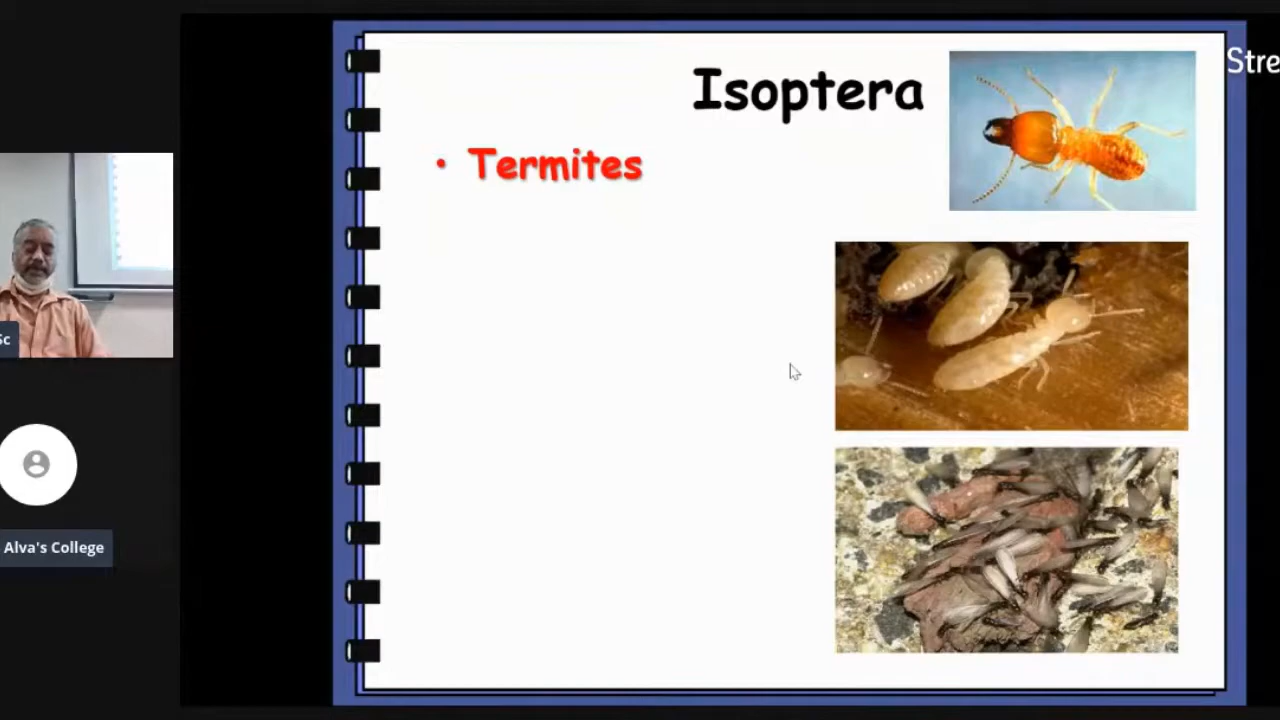 Isoptera
Stre
• Termites
Sc
Alva's College